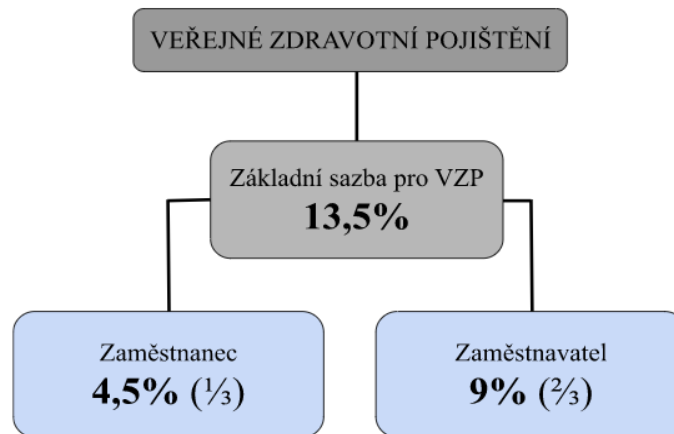 VEŘEJNÉ ZDRAVOTNÍ POJIŠTĚNÍ
Základní sazba pro VZP
13,5%
Zaměstnanec
4,5% (⅓)
Zaměstnavatel
9% (⅔)